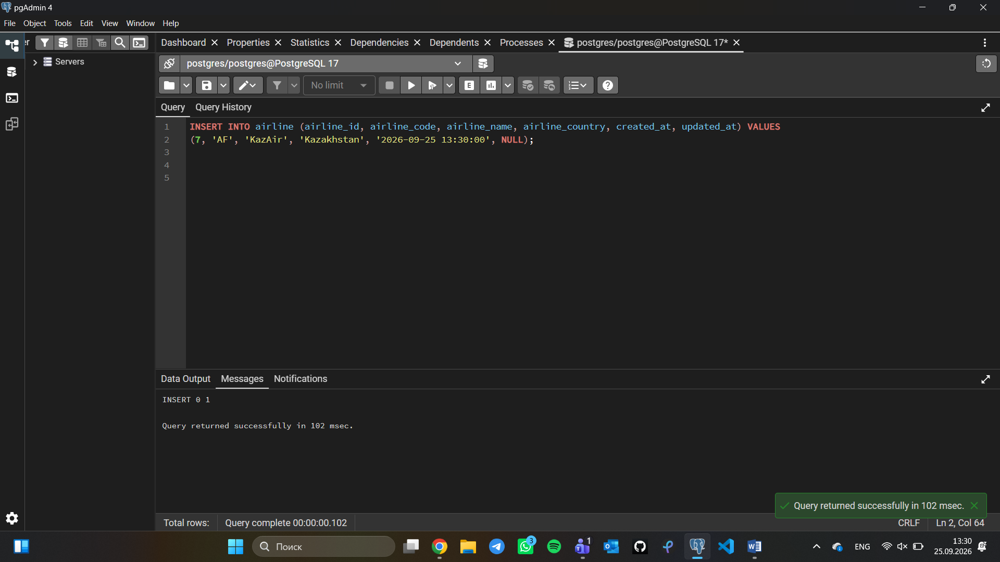 pgAdmin 4
File Object Tools Edit View Window Help
er
Dashboard Properties Statistics Dependencies Dependents Processes postgres/postgres@PostgreSQL 17*
Servers
postgres/postgres@PostgreSQL 17
No limit
E
Query Query History
1 INSERT INTO airline (airline_id, airline_code, airline_name, airline_country, created_at, updated_at) VALUES
2 (7, 'AF', 'KazAir', 'Kazakhstan', '2026-09-25 13:30:00', NULL);
3
4
5
Data Output Messages Notifications
INSERT 0 1
Query returned successfully in 102 msec.
Query returned successfully in 102 msec.
Total rows: Query complete 00:00:00.102 CRLF Ln 2, Col 64
Поиск
3
1
ENG
13:30
25.09.2026